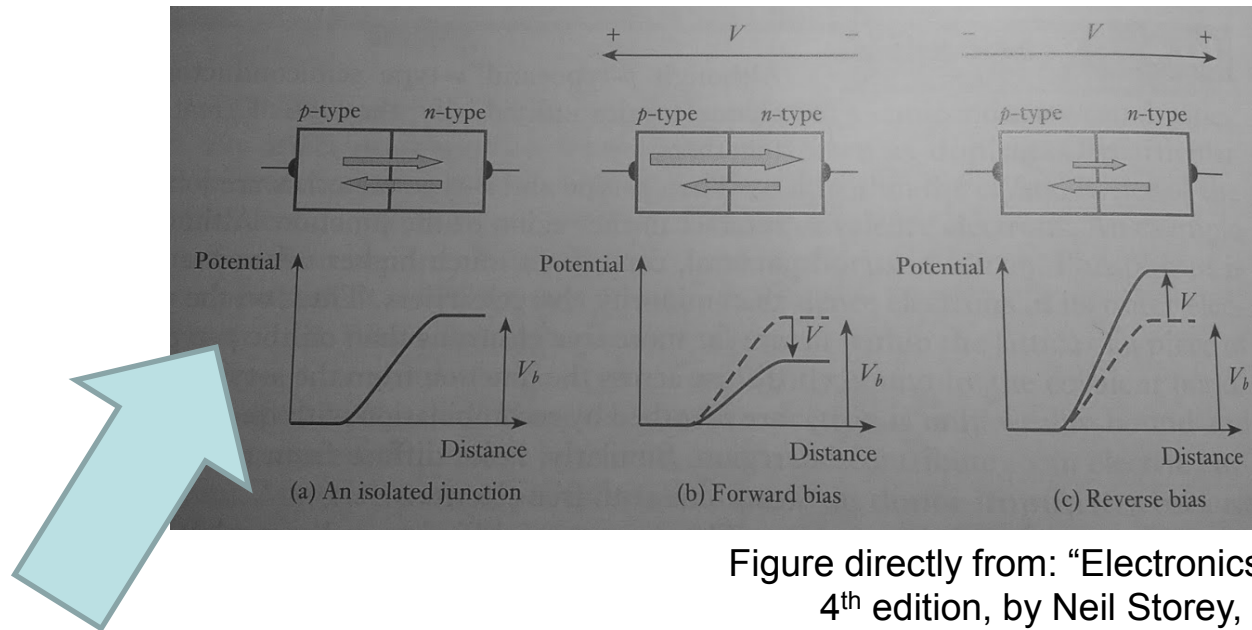 + V −
− V +
p-type n-type
p-type n-type
p-type n-type
Potential
V_b
Distance
(a) An isolated junction
Potential
V
V_b
Distance
(b) Forward bias
Potential
V
V_b
Distance
(c) Reverse bias
Figure directly from: “Electronics
4th edition, by Neil Storey,